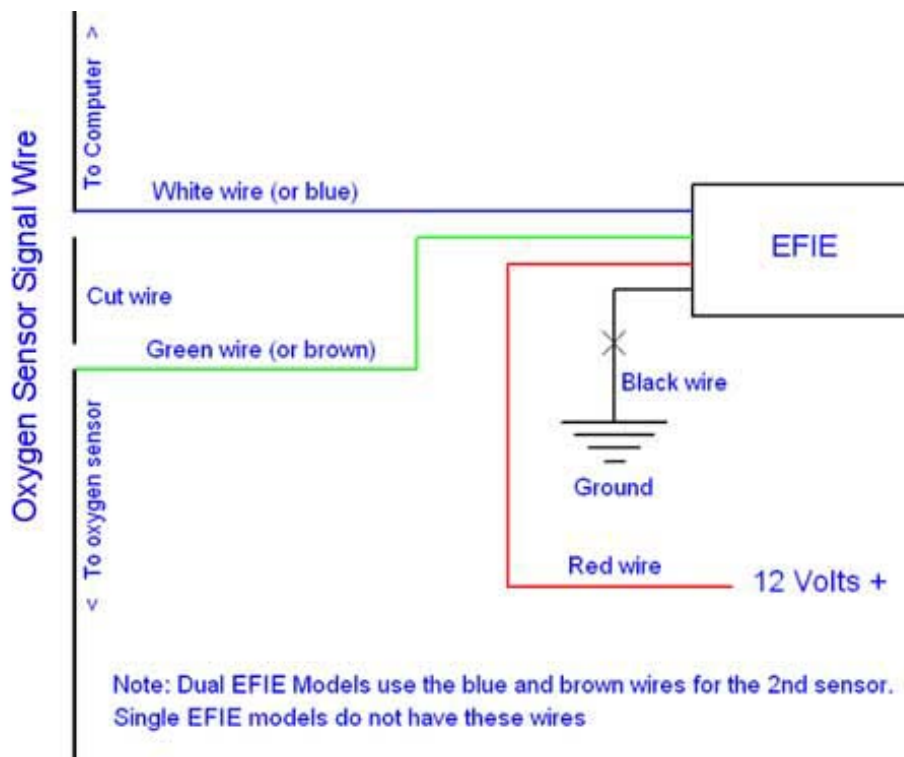 Oxygen Sensor Signal Wire
To Computer >
White wire (or blue)
EFIE
Cut wire
Green wire (or brown)
Black wire
Ground
< To oxygen sensor
Red wire
12 Volts +
Note: Dual EFIE Models use the blue and brown wires for the 2nd sensor.
Single EFIE models do not have these wires